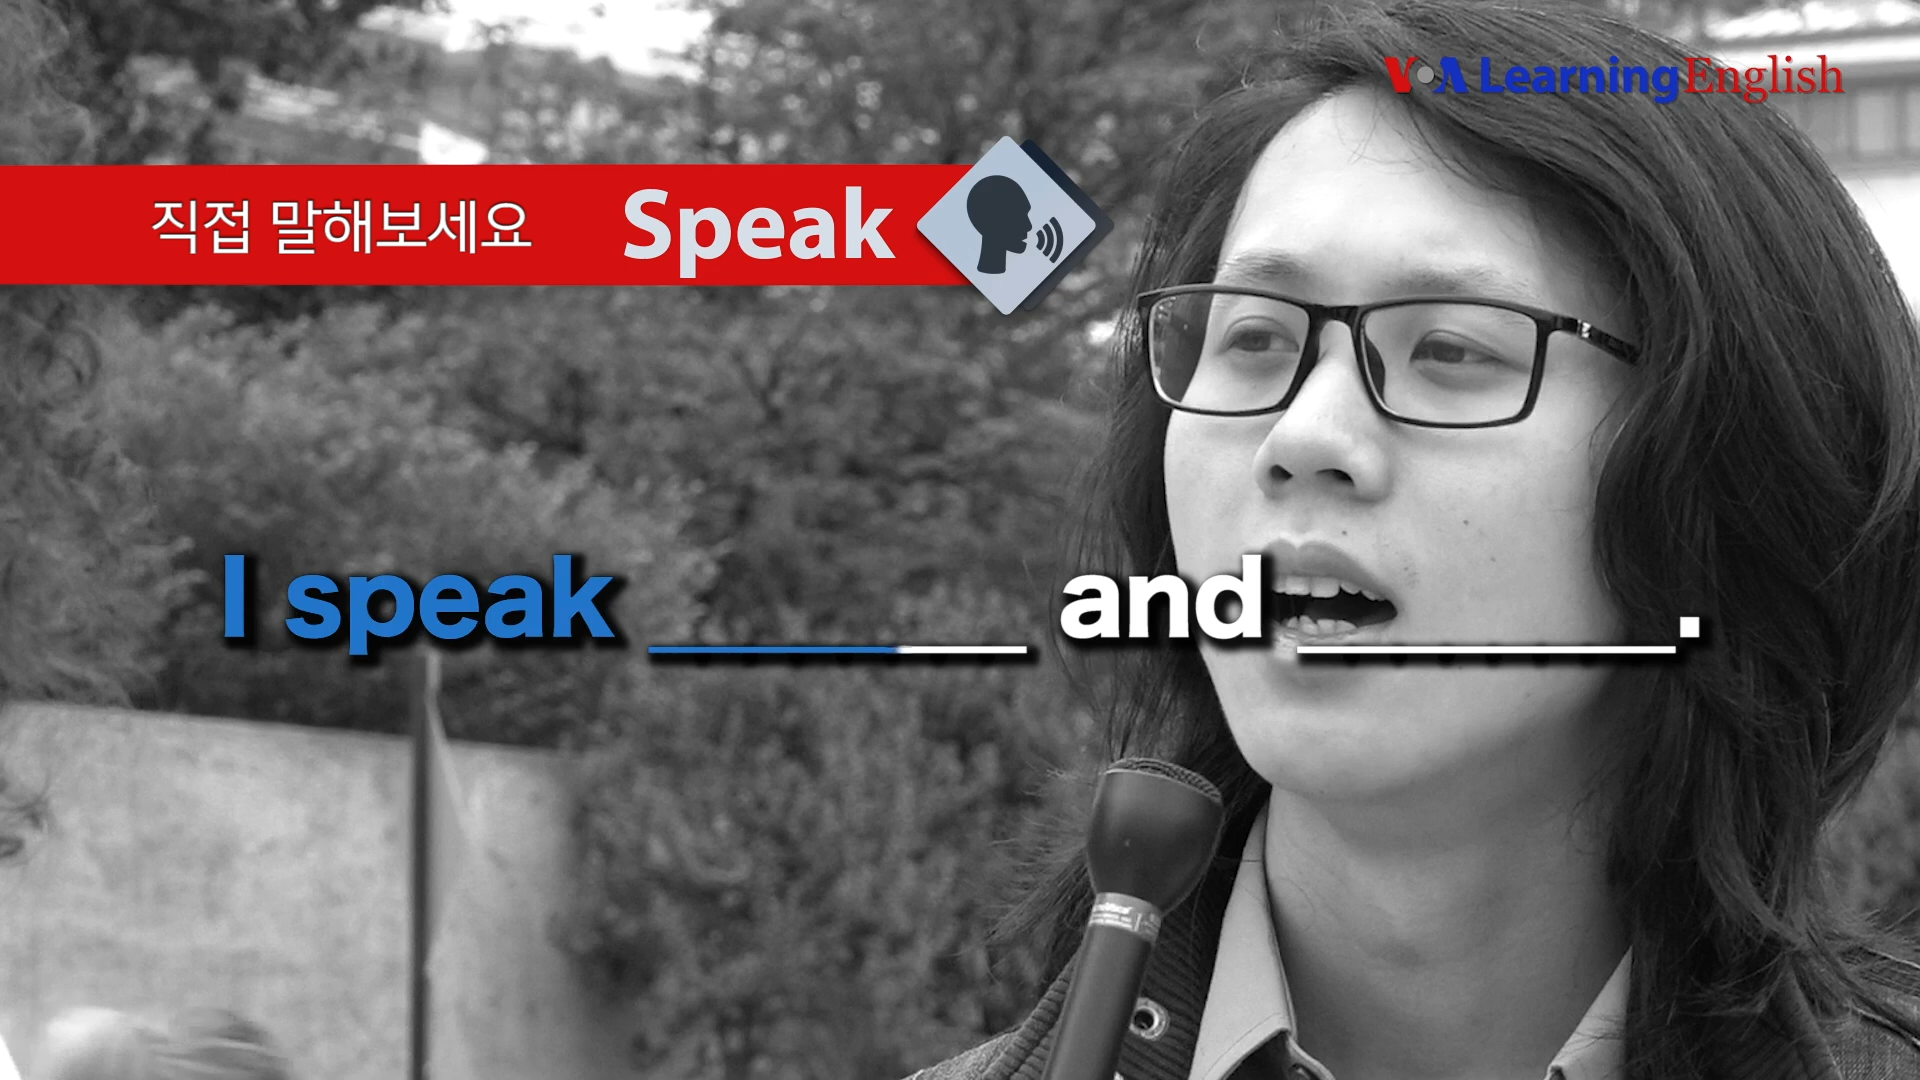 VOA Learning English
직접 말해보세요 Speak
I speak ______ and ______.